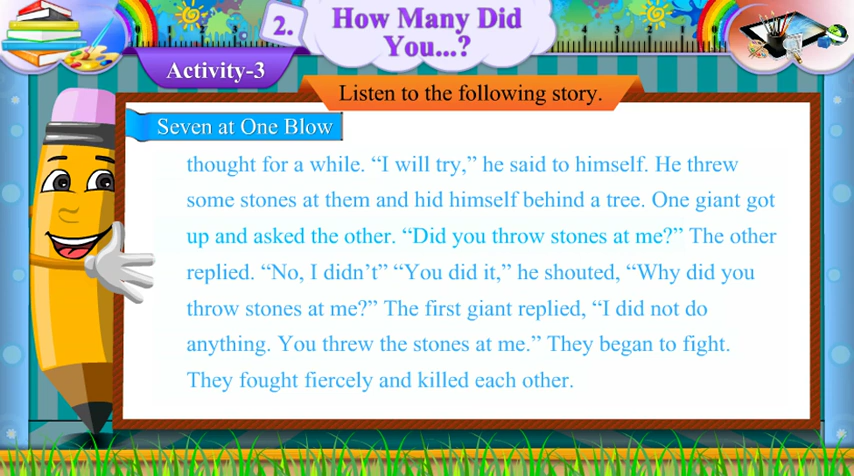 2.
How Many Did
You...?
Activity-3
Listen to the following story.
Seven at One Blow
thought for a while. “I will try,” he said to himself. He threw
some stones at them and hid himself behind a tree. One giant got
up and asked the other. “Did you throw stones at me?” The other
replied. “No, I didn’t” “You did it,” he shouted, “Why did you
throw stones at me?” The first giant replied, “I did not do
anything. You threw the stones at me.” They began to fight.
They fought fiercely and killed each other.